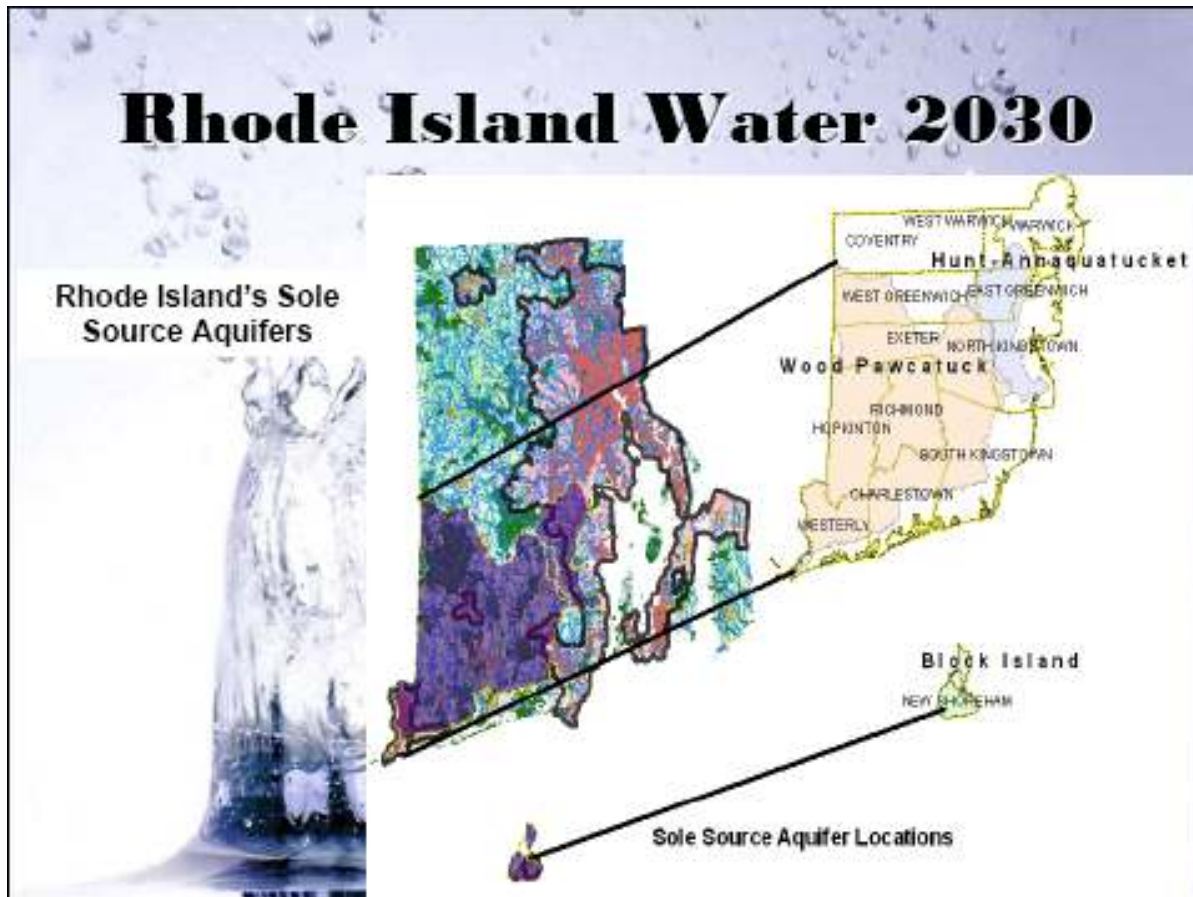 Rhode Island Water 2030
Rhode Island's Sole
Source Aquifers
WEST WARWICK
WARWICK
COVENTRY
Hunt-Annaquatucket
WEST GREENWICH
EAST GREENWICH
EXETER
NORTH KINGSTOWN
Wood Pawcatuck
RICHMOND
HOPKINTON
SOUTH KINGSTOWN
CHARLESTOWN
WESTERLY
Block Island
NEW SHOREHAM
Sole Source Aquifer Locations